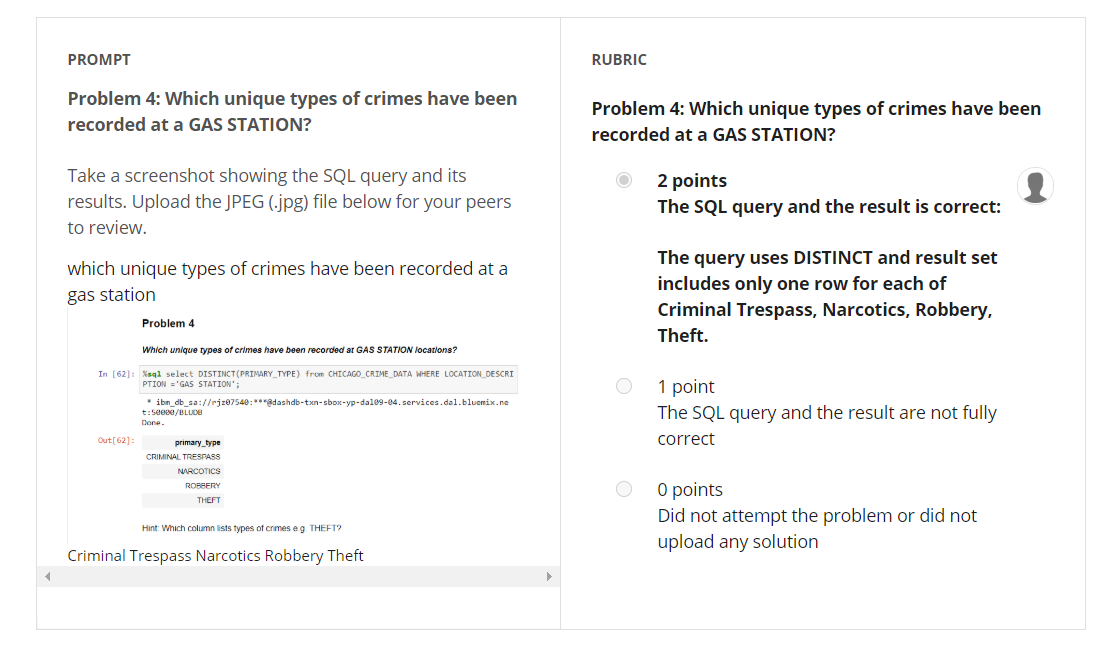 PROMPT
Problem 4: Which unique types of crimes have been
recorded at a GAS STATION?
Take a screenshot showing the SQL query and its
results. Upload the JPEG (.jpg) file below for your peers
to review.
which unique types of crimes have been recorded at a
gas station
Problem 4
Which unique types of crimes have been recorded at GAS STATION locations?
In [62]: %sql select DISTINCT(PRIMARY_TYPE) from CHICAGO_CRIME_DATA WHERE LOCATION_DESCRI
PTION ='GAS STATION';
* ibm_db_sa://rjz07540:***@dashdb-txn-sbox-yp-dal09-04.services.dal.bluemix.ne
t:50000/BLUDB
Done.
Out[62]: primary_type
CRIMINAL TRESPASS
NARCOTICS
ROBBERY
THEFT
Hint: Which column lists types of crimes e.g. THEFT?
Criminal Trespass Narcotics Robbery Theft
RUBRIC
Problem 4: Which unique types of crimes have been
recorded at a GAS STATION?
2 points
The SQL query and the result is correct:
The query uses DISTINCT and result set
includes only one row for each of
Criminal Trespass, Narcotics, Robbery,
Theft.
1 point
The SQL query and the result are not fully
correct
0 points
Did not attempt the problem or did not
upload any solution